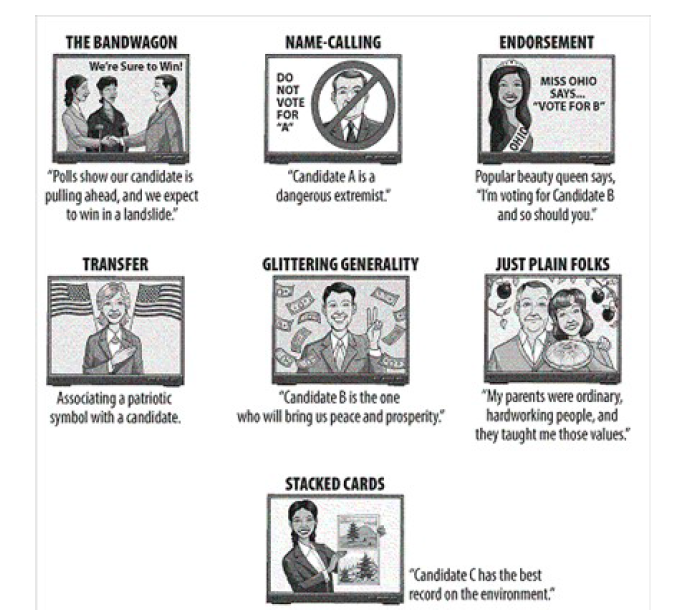 THE BANDWAGON
We're Sure to Win!
"Polls show our candidate is
pulling ahead, and we expect
to win in a landslide."
NAME-CALLING
DO
NOT
VOTE
FOR
"A"
"Candidate A is a
dangerous extremist."
ENDORSEMENT
MISS OHIO
SAYS...
"VOTE FOR B"
OHIO
Popular beauty queen says,
"I'm voting for Candidate B
and so should you."
TRANSFER
Associating a patriotic
symbol with a candidate.
GLITTERING GENERALITY
"Candidate B is the one
who will bring us peace and prosperity."
JUST PLAIN FOLKS
"My parents were ordinary,
hardworking people, and
they taught me those values."
STACKED CARDS
"Candidate C has the best
record on the environment."